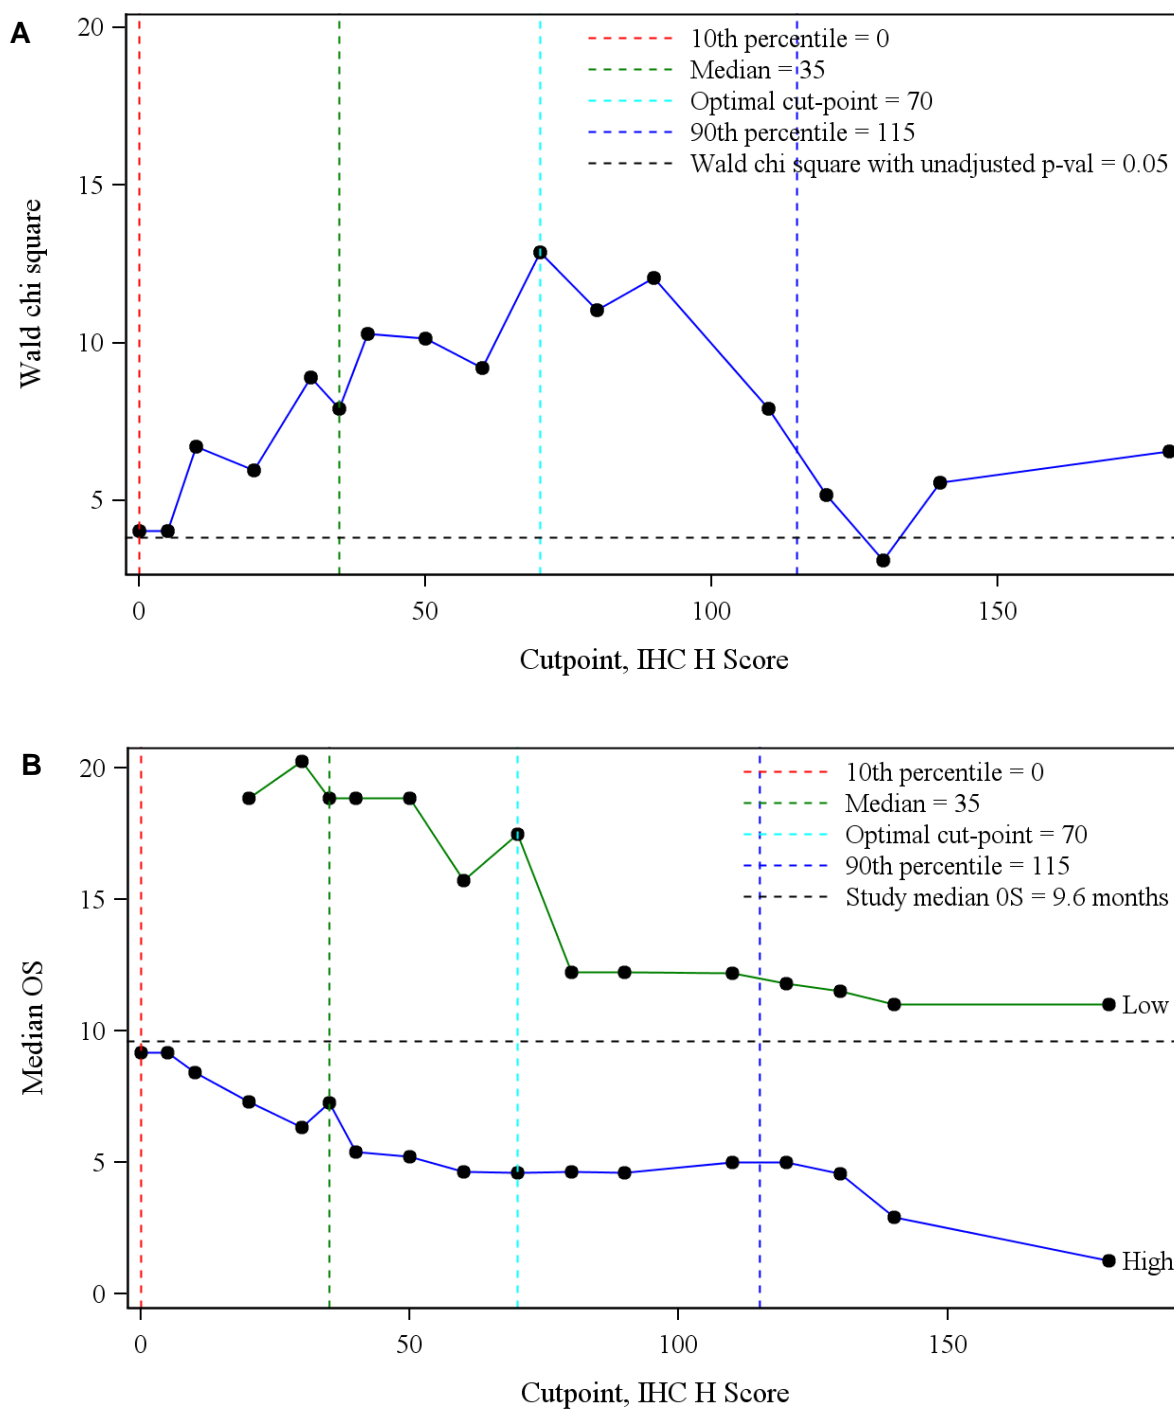 A
20
15
10
5
Wald chi square
10th percentile = 0
Median = 35
Optimal cut-point = 70
90th percentile = 115
Wald chi square with unadjusted p-val = 0.05
0 50 100 150
Cutpoint, IHC H Score
B
20
15
10
5
0
Median OS
10th percentile = 0
Median = 35
Optimal cut-point = 70
90th percentile = 115
Study median 0S = 9.6 months
Low
High
0 50 100 150
Cutpoint, IHC H Score